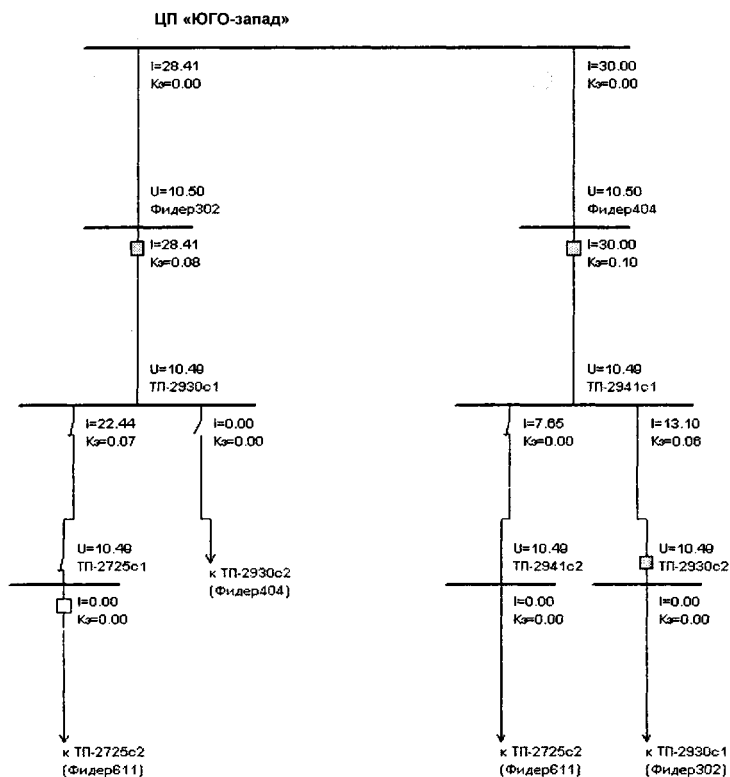 ЦП «ЮГО-запад»
I=28.41
Кз=0.00
I=30.00
Кз=0.00
U=10.50
Фидер302
U=10.50
Фидер404
I=28.41
Кз=0.08
I=30.00
Кз=0.10
U=10.49
ТП-2930с1
U=10.49
ТП-2941с1
I=22.44
Кз=0.07
I=0.00
Кз=0.00
I=7.65
Кз=0.00
I=13.10
Кз=0.06
U=10.49
ТП-2725с1
к ТП-2930с2
(Фидер404)
U=10.49
ТП-2941с2
U=10.49
ТП-2930с2
I=0.00
Кз=0.00
I=0.00
Кз=0.00
I=0.00
Кз=0.00
к ТП-2725с2
(Фидер611)
к ТП-2725с2
(Фидер611)
к ТП-2930с1
(Фидер302)